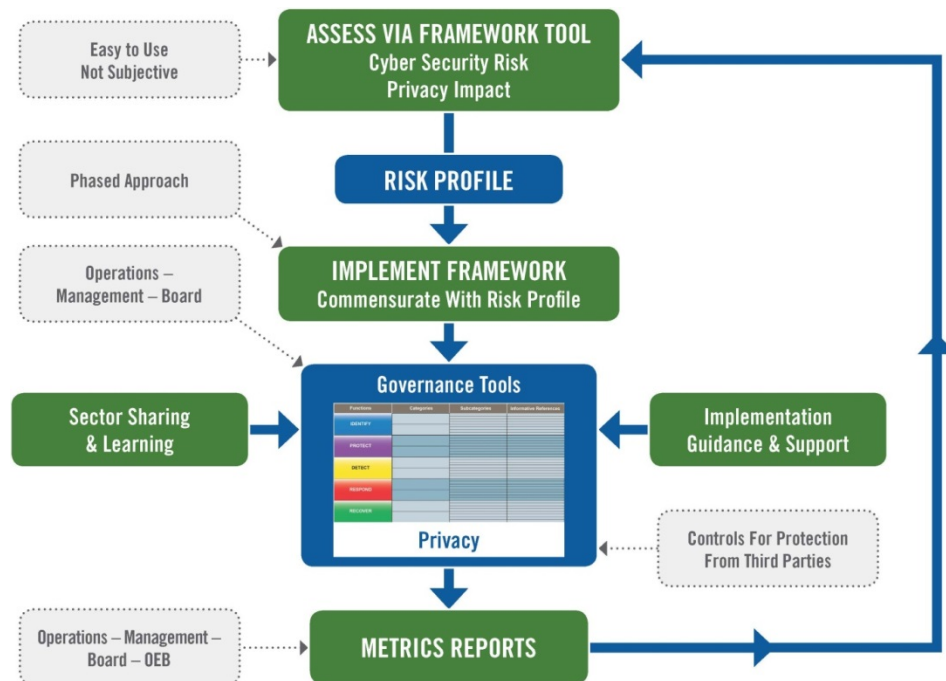 ASSESS VIA FRAMEWORK TOOL
Cyber Security Risk
Privacy Impact
Easy to Use
Not Subjective
RISK PROFILE
Phased Approach
IMPLEMENT FRAMEWORK
Commensurate With Risk Profile
Operations –
Management – Board
Governance Tools
Functions
Categories
Subcategories
Informative References
IDENTIFY
PROTECT
DETECT
RESPOND
RECOVER
Privacy
Sector Sharing
& Learning
Implementation
Guidance & Support
Controls For Protection
From Third Parties
Operations – Management –
Board – OEB
METRICS REPORTS